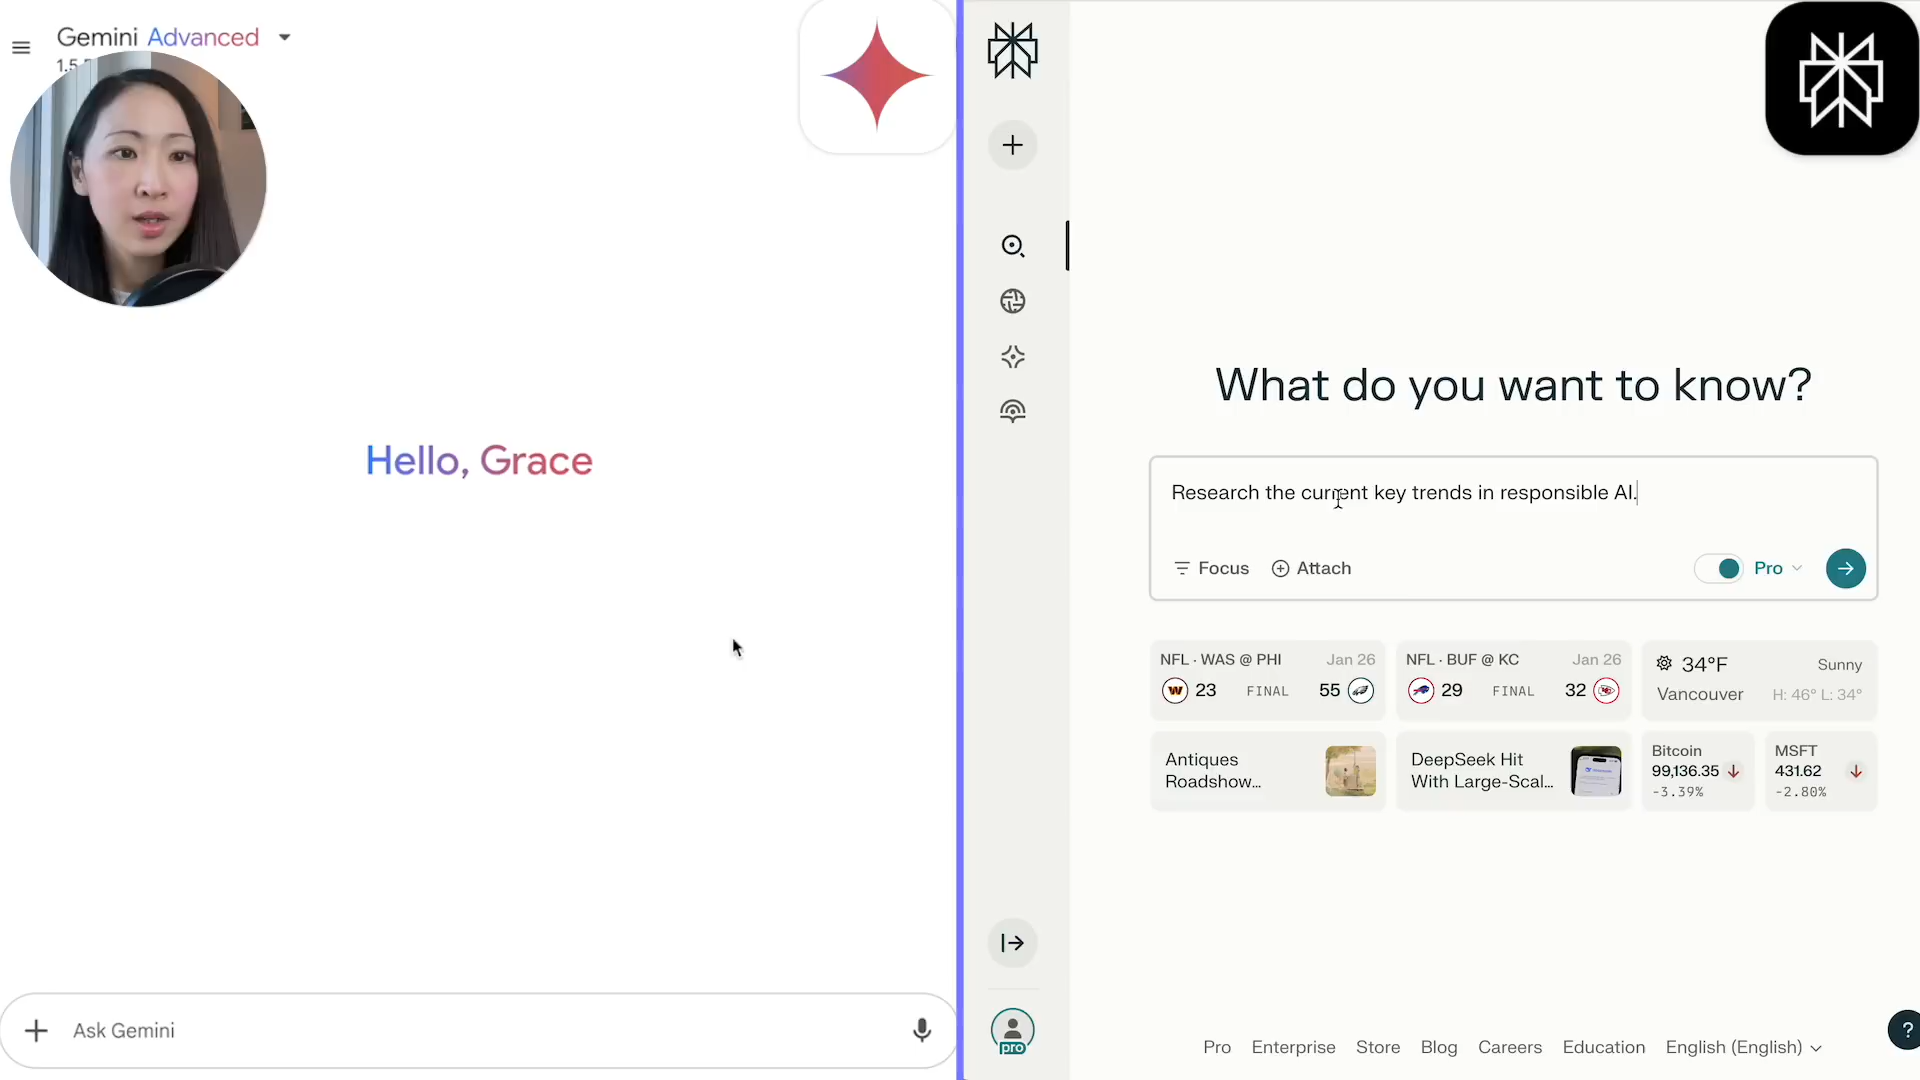 Gemini Advanced
1.5
Hello, Grace
Ask Gemini
What do you want to know?
Research the current key trends in responsible AI.
Focus
Attach
Pro
NFL · WAS @ PHI
Jan 26
23
FINAL
55
NFL · BUF @ KC
Jan 26
29
FINAL
32
34°F
Sunny
Vancouver
H: 46° L: 34°
Antiques
Roadshow...
DeepSeek Hit
With Large-Scal...
Bitcoin
99,136.35
-3.39%
MSFT
431.62
-2.80%
pro
Pro
Enterprise
Store
Blog
Careers
Education
English (English)
?